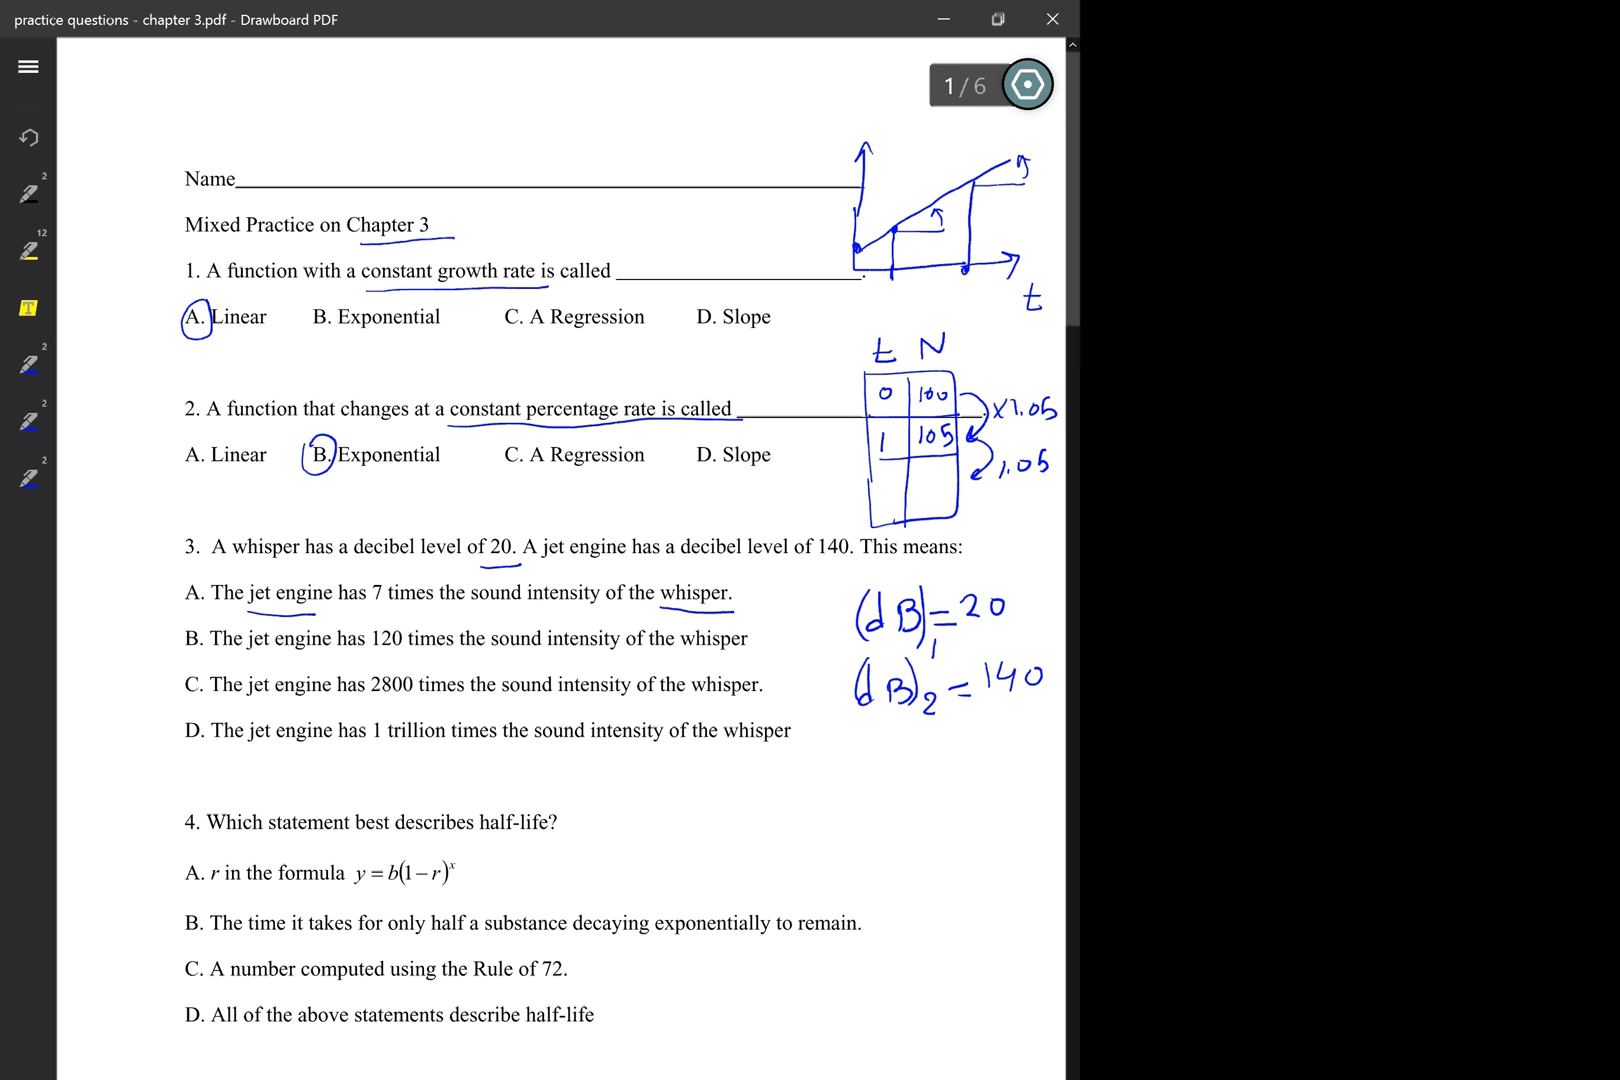 practice questions - chapter 3.pdf - Drawboard PDF
1 / 6
2
12
T
2
2
2
Name
Mixed Practice on Chapter 3
1. A function with a constant growth rate is called
A. Linear B. Exponential C. A Regression D. Slope
t
t N
0 100
×1.05
1 105
1.05
2. A function that changes at a constant percentage rate is called
A. Linear B. Exponential C. A Regression D. Slope
3. A whisper has a decibel level of 20. A jet engine has a decibel level of 140. This means:
A. The jet engine has 7 times the sound intensity of the whisper.
B. The jet engine has 120 times the sound intensity of the whisper
C. The jet engine has 2800 times the sound intensity of the whisper.
D. The jet engine has 1 trillion times the sound intensity of the whisper
(dB)₁ = 20
(dB)₂ = 140
4. Which statement best describes half-life?
A. r in the formula y = b(1 − r)ˣ
B. The time it takes for only half a substance decaying exponentially to remain.
C. A number computed using the Rule of 72.
D. All of the above statements describe half-life